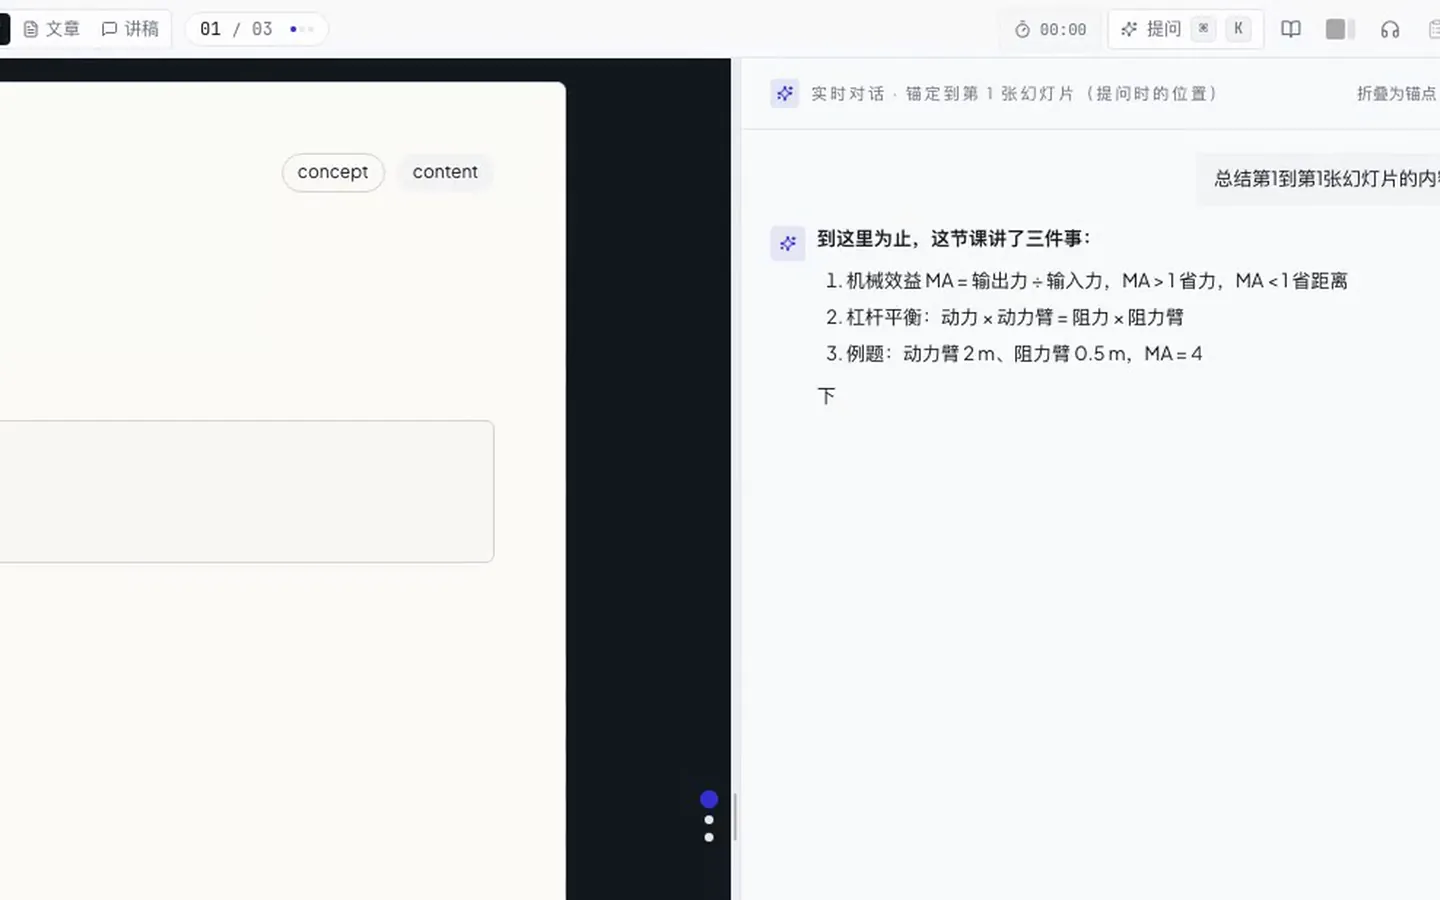 文章 讲稿 01 / 03 00:00 提问 ⌘ K
实时对话 · 锚定到第 1 张幻灯片（提问时的位置） 折叠为锚点
concept content
总结第1到第1张幻灯片的内
到这里为止，这节课讲了三件事：
1. 机械效益 MA = 输出力 ÷ 输入力，MA > 1 省力，MA < 1 省距离
2. 杠杆平衡：动力 × 动力臂 = 阻力 × 阻力臂
3. 例题：动力臂 2 m、阻力臂 0.5 m，MA = 4
下